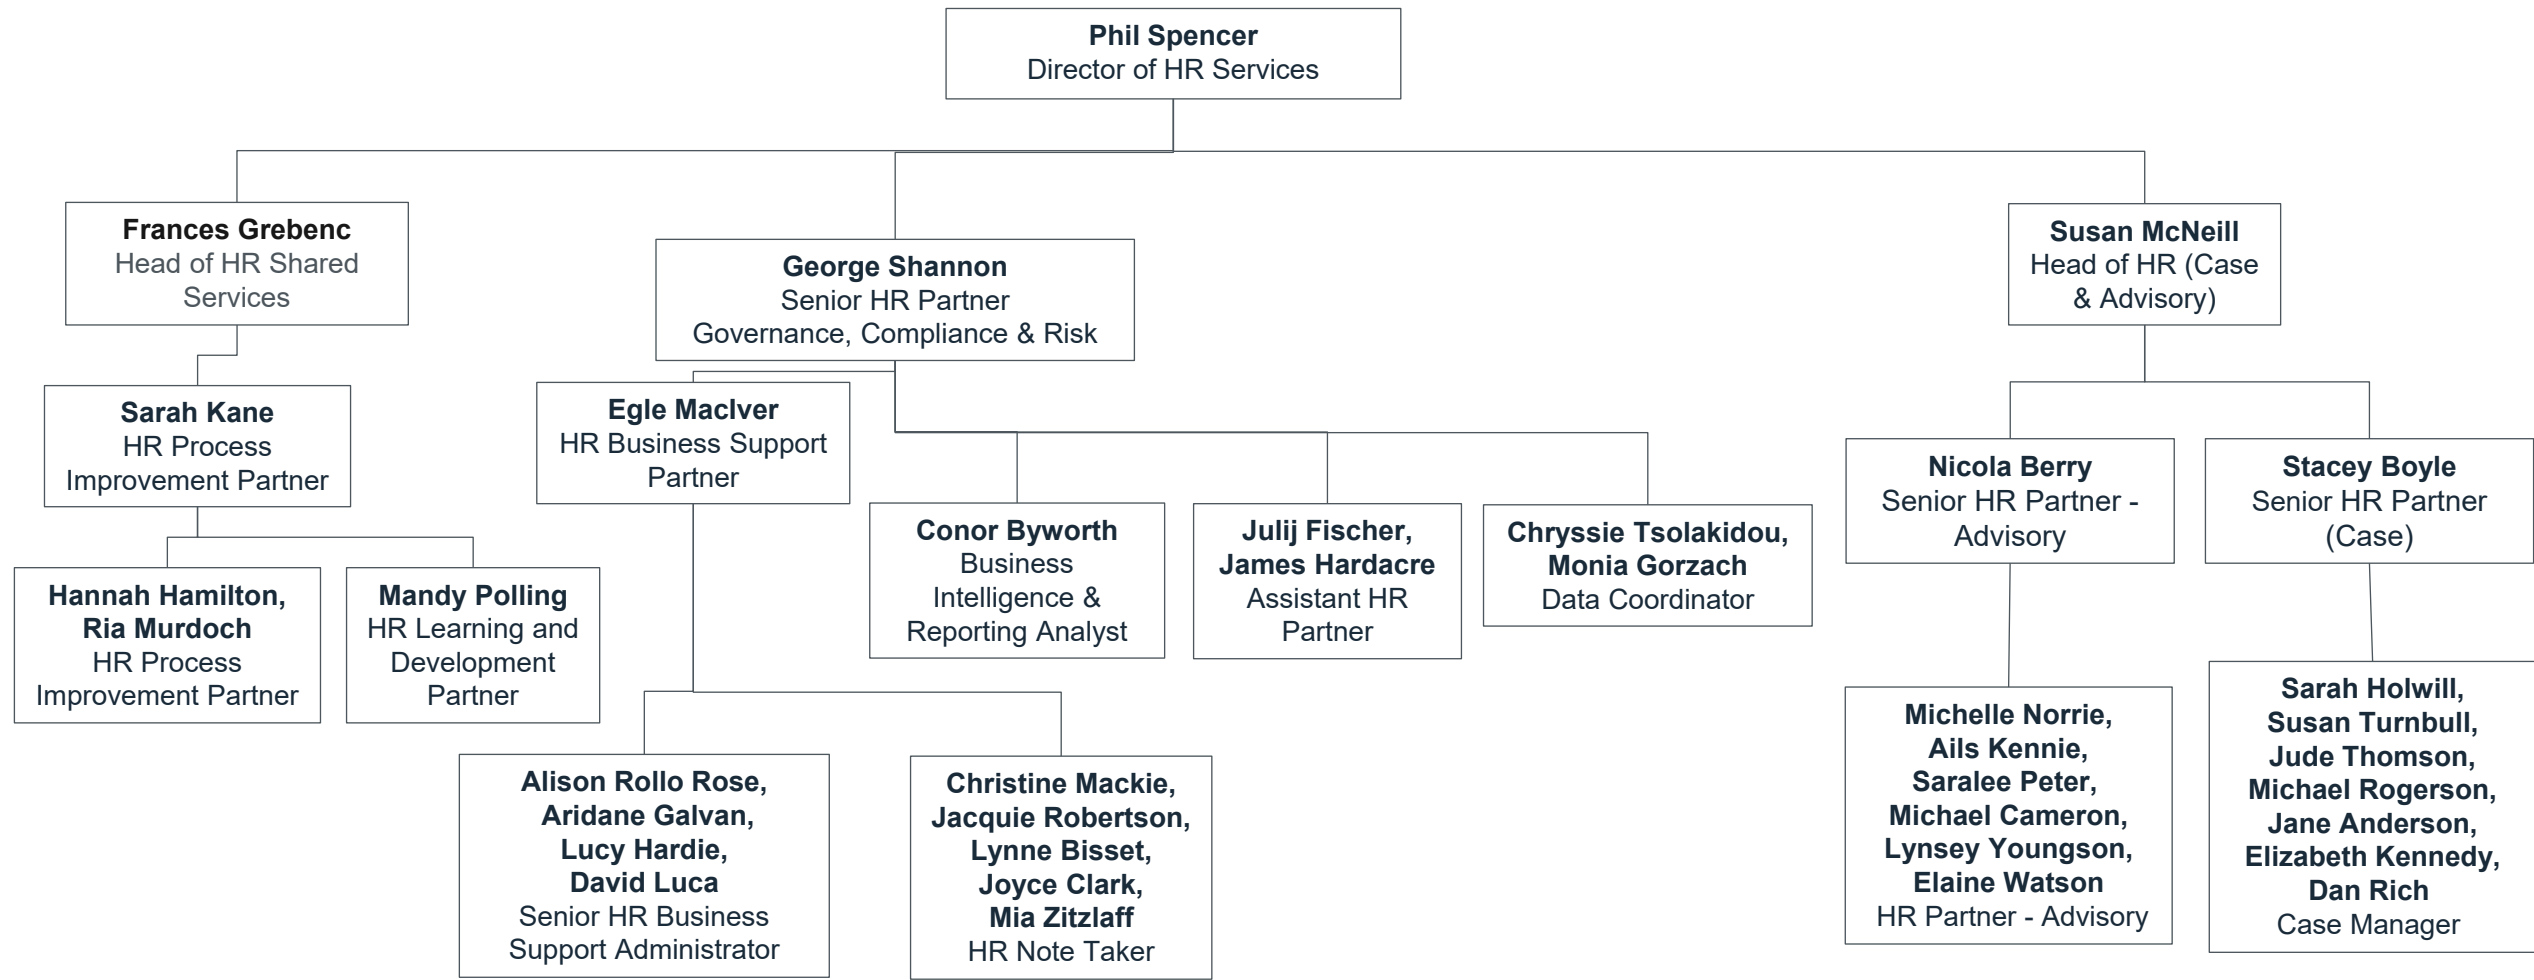 Phil Spencer
Director of HR Services
Frances Grebenc
Head of HR Shared
Services
George Shannon
Senior HR Partner
Governance, Compliance & Risk
Susan McNeill
Head of HR (Case
& Advisory)
Sarah Kane
HR Process
Improvement Partner
Egle MacIver
HR Business Support
Partner
Nicola Berry
Senior HR Partner -
Advisory
Stacey Boyle
Senior HR Partner
(Case)
Conor Byworth
Business
Intelligence &
Reporting Analyst
Julij Fischer,
James Hardacre
Assistant HR
Partner
Chryssie Tsolakidou,
Monia Gorzach
Data Coordinator
Hannah Hamilton,
Ria Murdoch
HR Process
Improvement Partner
Mandy Polling
HR Learning and
Development
Partner
Alison Rollo Rose,
Aridane Galvan,
Lucy Hardie,
David Luca
Senior HR Business
Support Administrator
Christine Mackie,
Jacquie Robertson,
Lynne Bisset,
Joyce Clark,
Mia Zitzlaff
HR Note Taker
Michelle Norrie,
Ails Kennie,
Saralee Peter,
Michael Cameron,
Lynsey Youngson,
Elaine Watson
HR Partner - Advisory
Sarah Holwill,
Susan Turnbull,
Jude Thomson,
Michael Rogerson,
Jane Anderson,
Elizabeth Kennedy,
Dan Rich
Case Manager